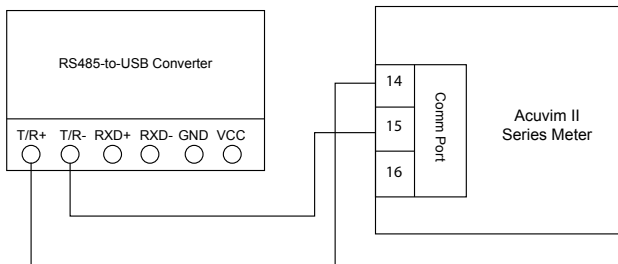 RS485-to-USB Converter
T/R+ T/R- RXD+ RXD- GND VCC
14
15
16
Comm Port
Acuvim II
Series Meter